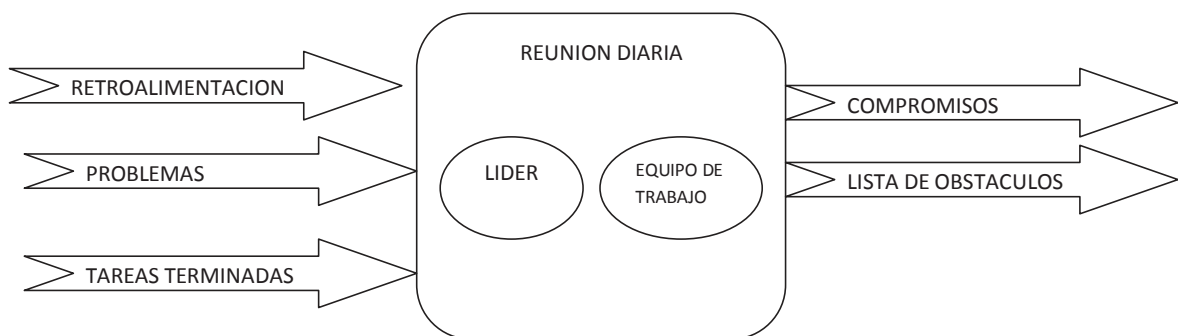 REUNION DIARIA
RETROALIMENTACION
PROBLEMAS
TAREAS TERMINADAS
LIDER
EQUIPO DE
TRABAJO
COMPROMISOS
LISTA DE OBSTACULOS